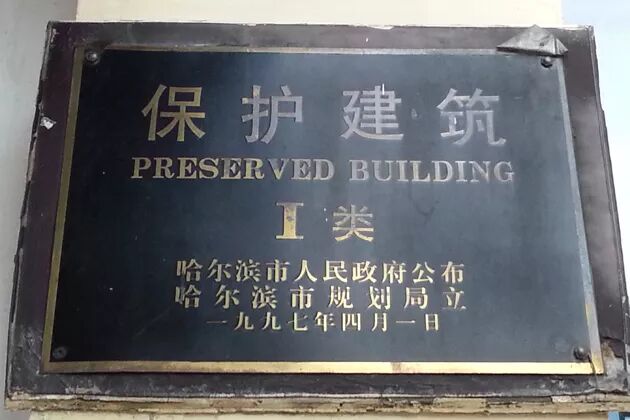 保护建筑
PRESERVED BUILDING
I类
哈尔滨市人民政府公布
哈尔滨市规划局立
一九九七年四月一日